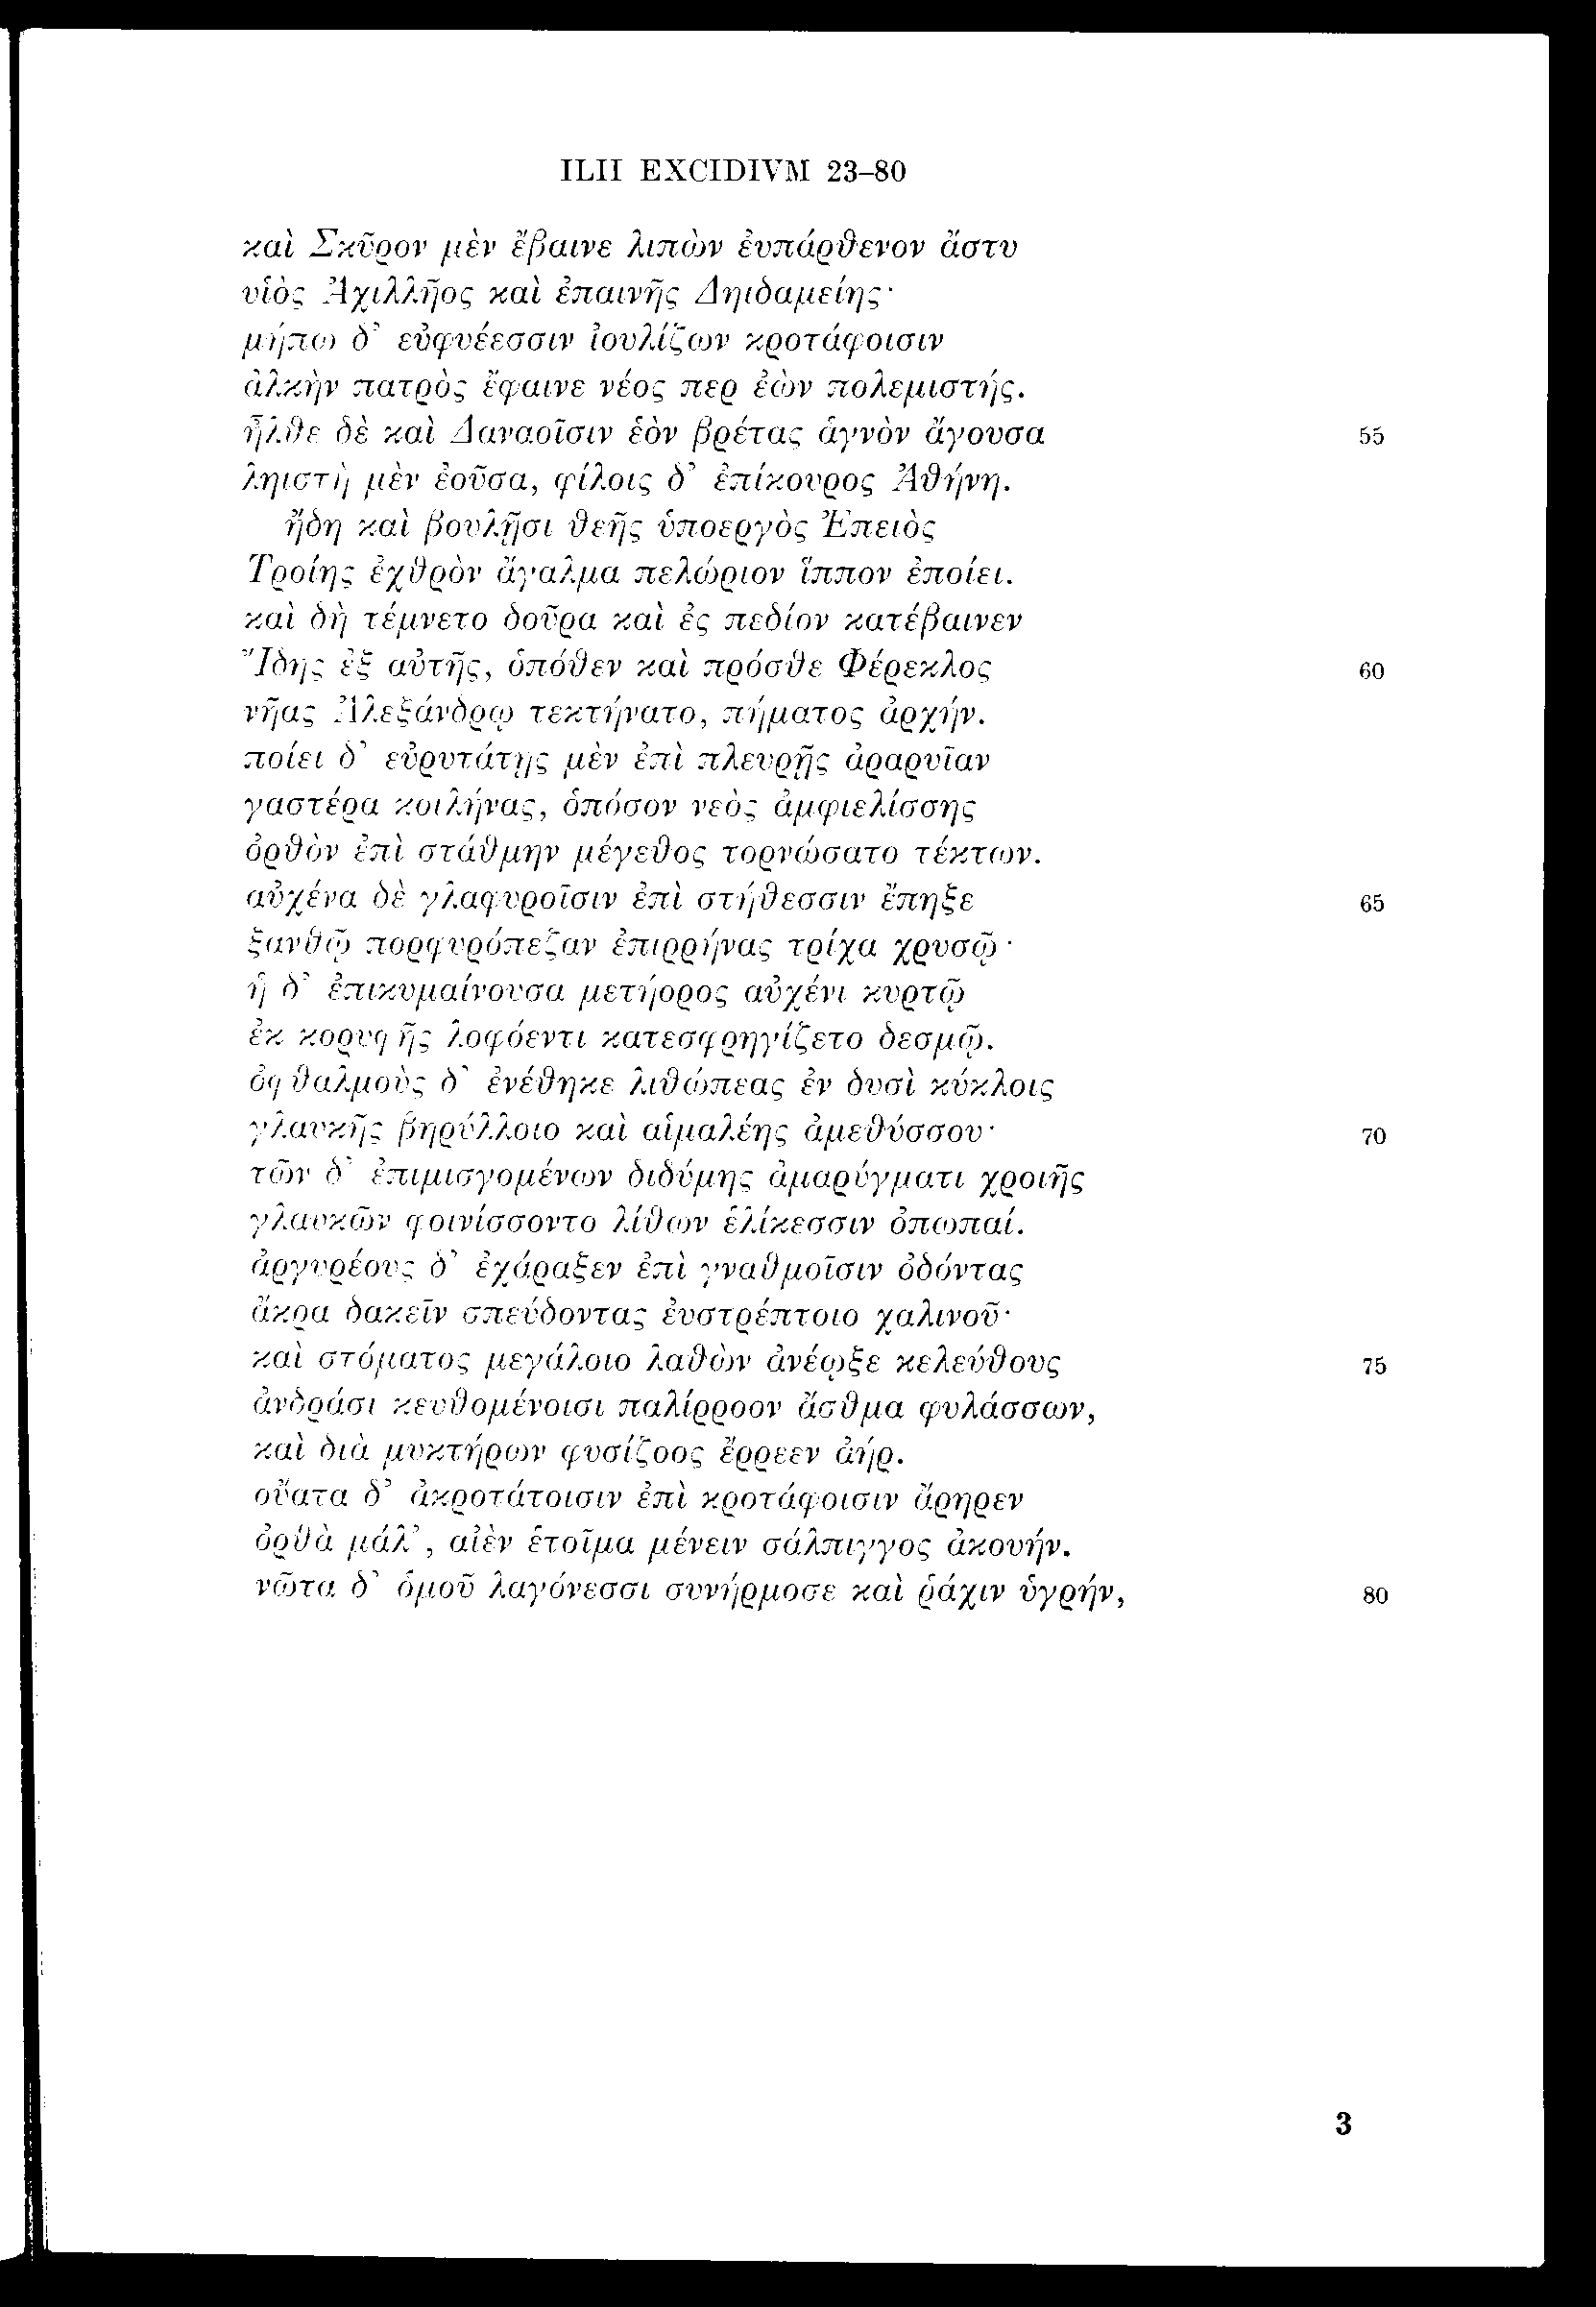 ILII EXCIDIVM 23–80
καὶ Σκῦρον μὲν ἔβαινε λιπὼν ἐυπάρθενον ἄστυ
υἱὸς Ἀχιλλῆος καὶ ἐπαινῆς Δηιδαμείης·
μήπω δ' εὐφυέεσσιν ἰουλίζων κροτάφοισιν
ἀλκὴν πατρὸς ἔφαινε νέος περ ἐὼν πολεμιστής.
ἦλθε δὲ καὶ Δαναοῖσιν ἑὸν βρέτας ἁγνὸν ἄγουσα 55
ληιστὴ μὲν ἐοῦσα, φίλοις δ' ἐπίκουρος Ἀθήνη.
ἤδη καὶ βουλῇσι θεῆς ὑποεργὸς Ἐπειὸς
Τροίης ἐχθρὸν ἄγαλμα πελώριον ἵππον ἐποίει.
καὶ δὴ τέμνετο δοῦρα καὶ ἐς πεδίον κατέβαινεν
Ἴδης ἐξ αὐτῆς, ὁπόθεν καὶ πρόσθε Φέρεκλος 60
νῆας Ἀλεξάνδρῳ τεκτήνατο, πήματος ἀρχήν.
ποίει δ' εὐρυτάτῃς μὲν ἐπὶ πλευρῇς ἀραρυῖαν
γαστέρα κοιλήνας, ὁπόσον νεὸς ἀμφιελίσσης
ὀρθὸν ἐπὶ στάθμην μέγεθος τορνώσατο τέκτων.
αὐχένα δὲ γλαφυροῖσιν ἐπὶ στήθεσσιν ἔπηξε 65
ξανθῷ πορφυρόπεζαν ἐπιρρήνας τρίχα χρυσῷ·
ἡ δ' ἐπικυμαίνουσα μετήορος αὐχένι κυρτῷ
ἐκ κορυφῆς λοφόεντι κατεσφρηγίζετο δεσμῷ.
ὀφθαλμοὺς δ' ἐνέθηκε λιθώπεας ἐν δυσὶ κύκλοις
γλαυκῆς βηρύλλοιο καὶ αἱμαλέης ἀμεθύσσου· 70
τῶν δ' ἐπιμισγομένων διδύμης ἀμαρύγματι χροιῆς
γλαυκῶν φοινίσσοντο λίθων ἑλίκεσσιν ὀπωπαί.
ἀργυρέους δ' ἐχάραξεν ἐπὶ γναθμοῖσιν ὀδόντας
ἄκρα δακεῖν σπεύδοντας ἐυστρέπτοιο χαλινοῦ·
καὶ στόματος μεγάλοιο λαθὼν ἀνέῳξε κελεύθους 75
ἀνδράσι κευθομένοισι παλίρροον ἄσθμα φυλάσσων,
καὶ διὰ μυκτήρων φυσίζοος ἔρρεεν ἀήρ.
οὔατα δ' ἀκροτάτοισιν ἐπὶ κροτάφοισιν ἄρηρεν
ὀρθὰ μάλ', αἰὲν ἑτοῖμα μένειν σάλπιγγος ἀκουήν.
νῶτα δ' ὁμοῦ λαγόνεσσι συνήρμοσε καὶ ῥάχιν ὑγρήν, 80
3